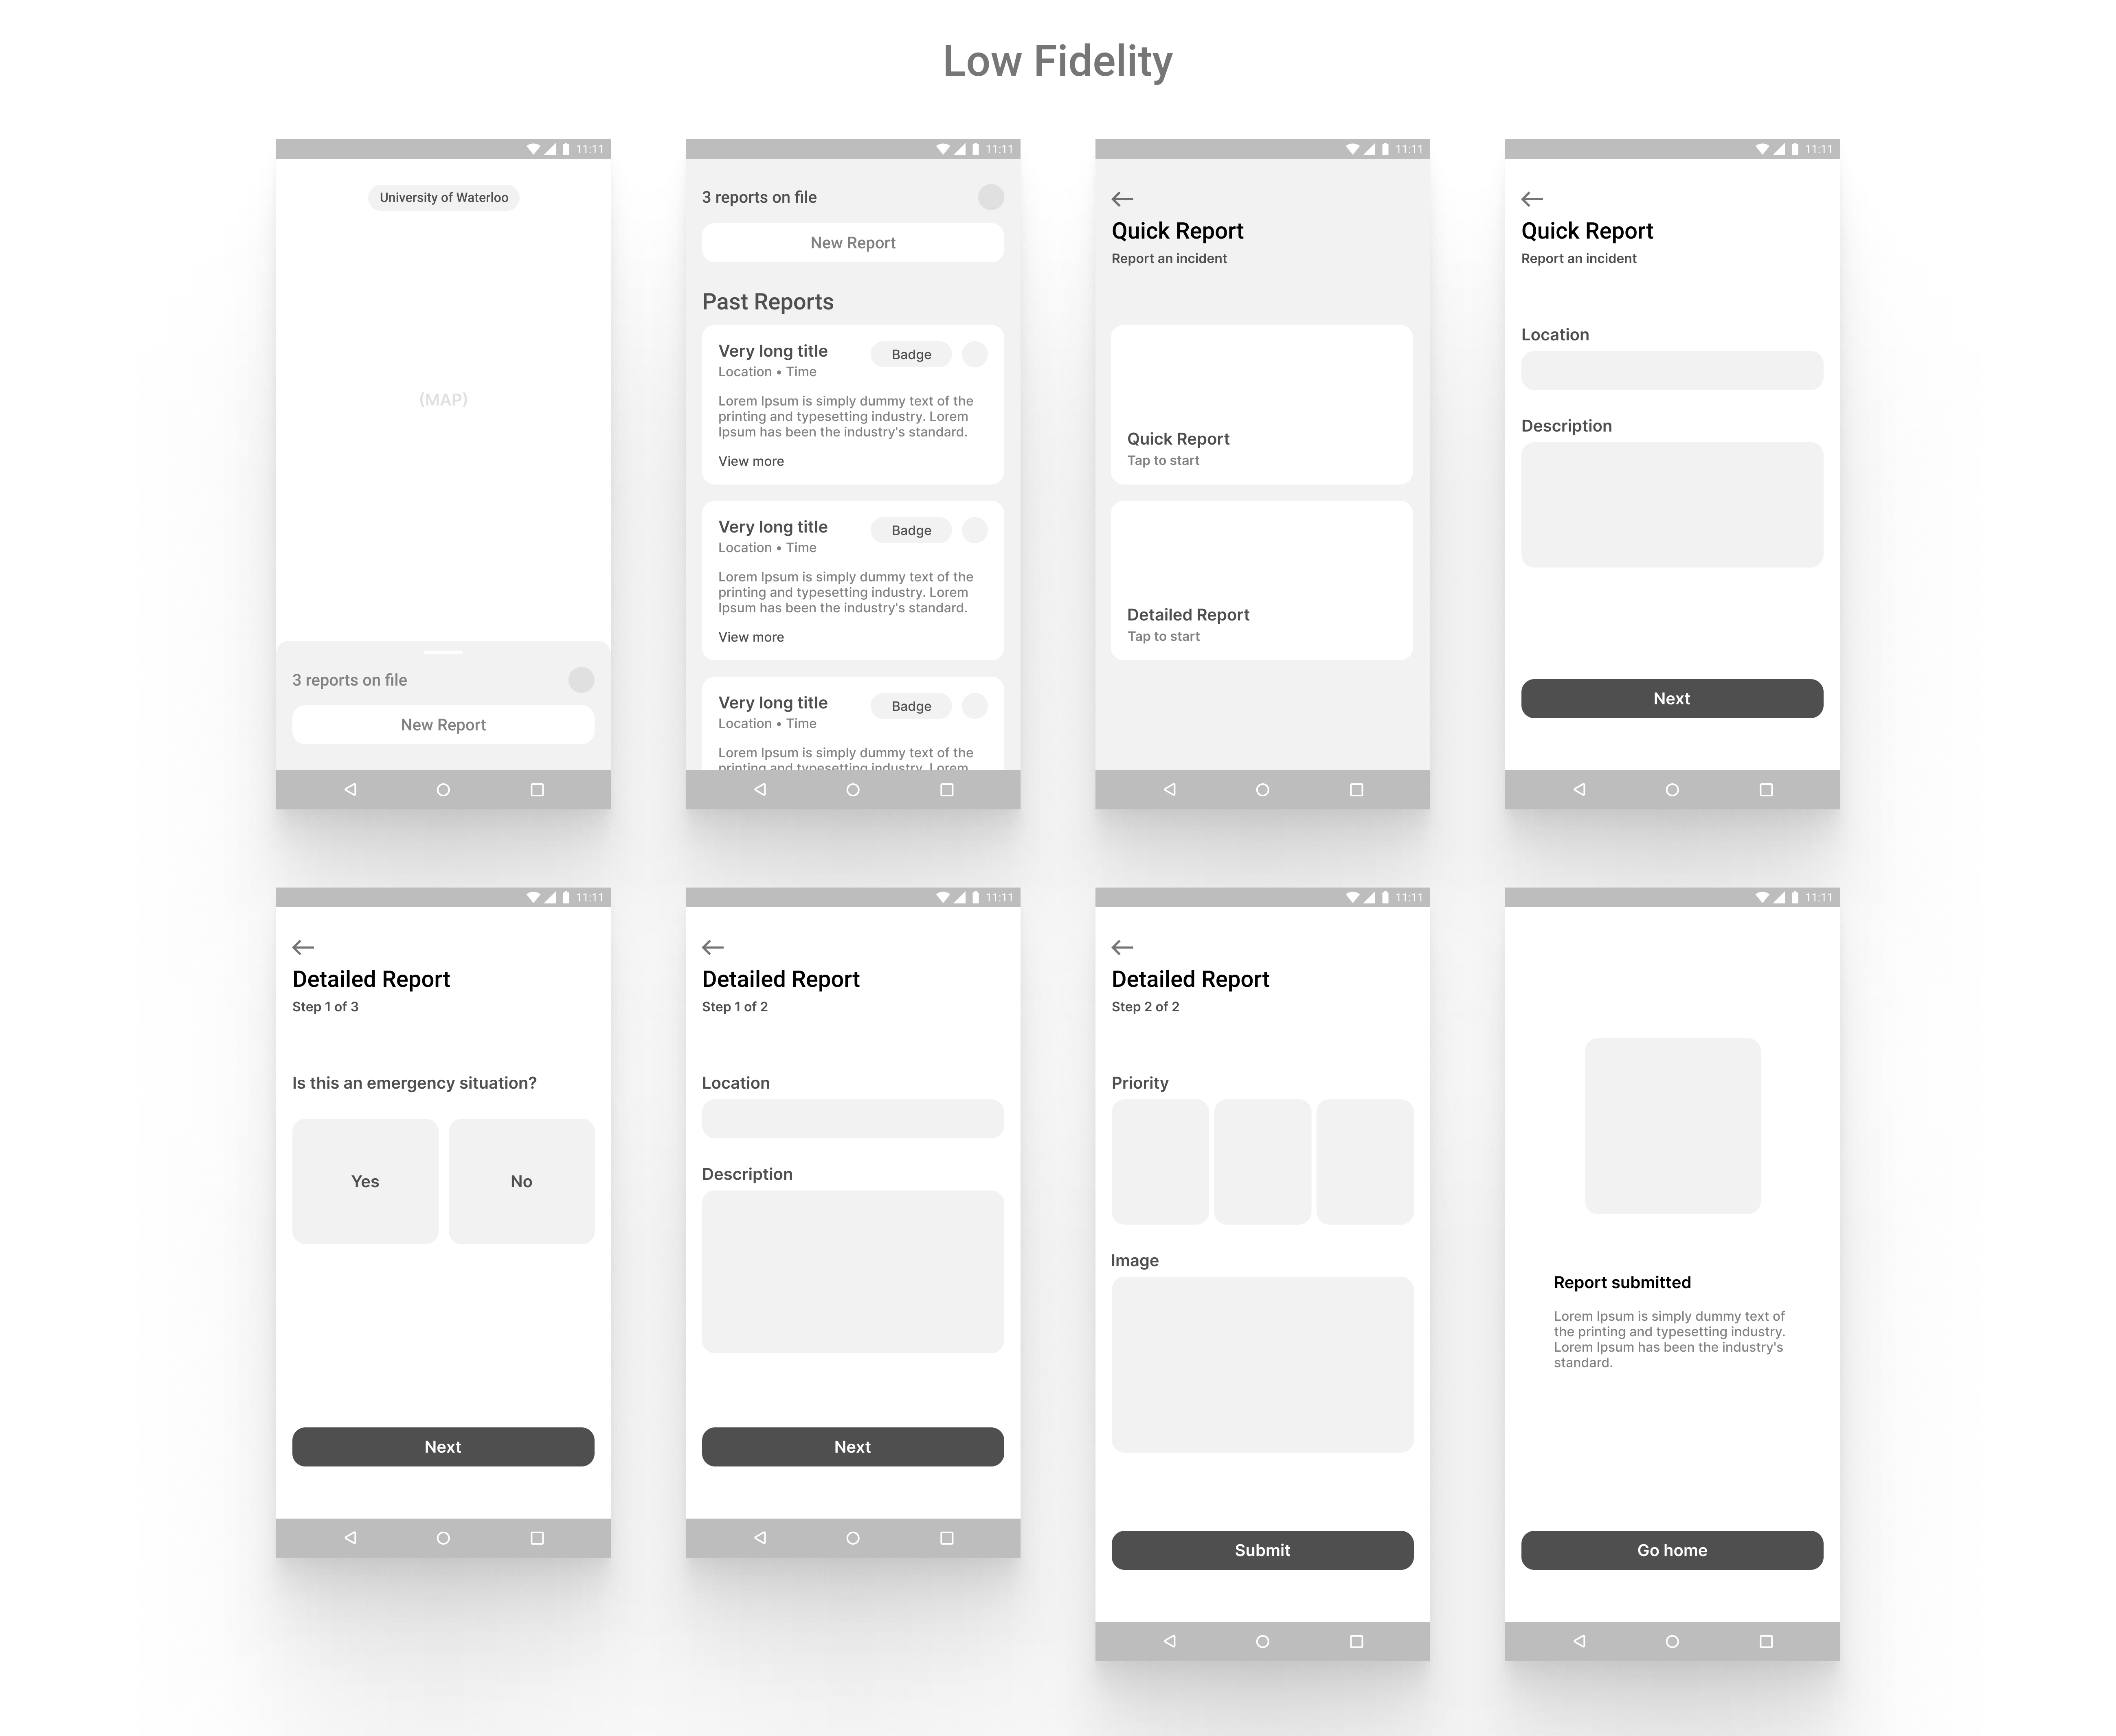 Low Fidelity
11:11
University of Waterloo
(MAP)
3 reports on file
New Report
11:11
3 reports on file
New Report
Past Reports
Very long title
Badge
Location • Time
Lorem Ipsum is simply dummy text of the
printing and typesetting industry. Lorem
Ipsum has been the industry's standard.
View more
Very long title
Badge
Location • Time
Lorem Ipsum is simply dummy text of the
printing and typesetting industry. Lorem
Ipsum has been the industry's standard.
View more
Very long title
Badge
Location • Time
Lorem Ipsum is simply dummy text of the
printing and typesetting industry. Lorem
11:11
Quick Report
Report an incident
Quick Report
Tap to start
Detailed Report
Tap to start
11:11
Quick Report
Report an incident
Location
Description
Next
11:11
Detailed Report
Step 1 of 3
Is this an emergency situation?
Yes
No
Next
11:11
Detailed Report
Step 1 of 2
Location
Description
Next
11:11
Detailed Report
Step 2 of 2
Priority
Image
Submit
11:11
Report submitted
Lorem Ipsum is simply dummy text of
the printing and typesetting industry.
Lorem Ipsum has been the industry's
standard.
Go home